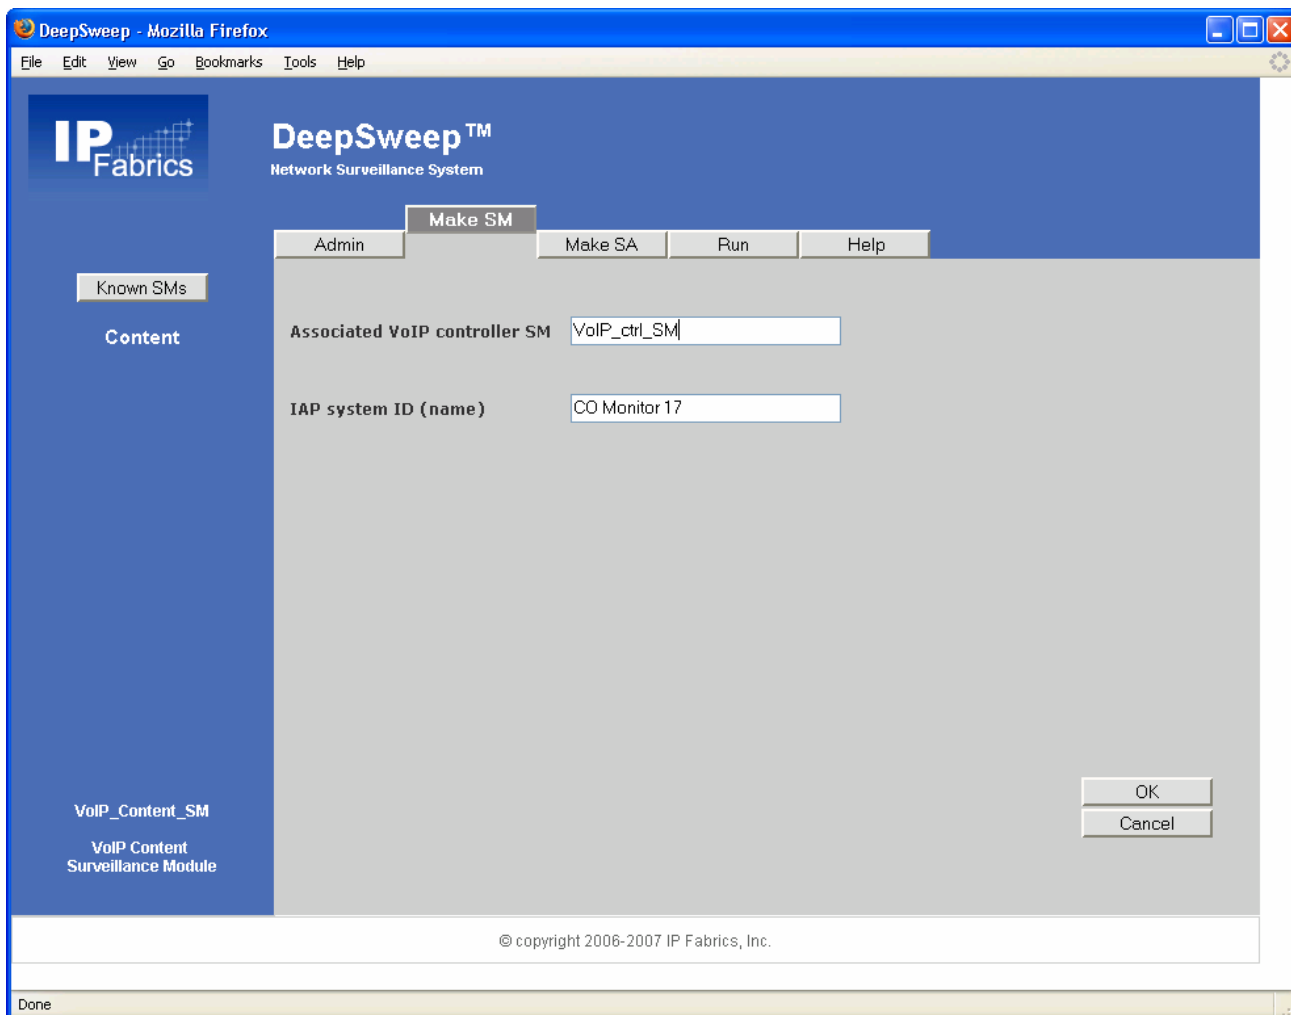 DeepSweep - Mozilla Firefox
File Edit View Go Bookmarks Tools Help
IP Fabrics
DeepSweep™
Network Surveillance System
Make SM
Admin Make SA Run Help
Known SMs
Content
Associated VoIP controller SM VoIP_ctrl_SM
IAP system ID (name) CO Monitor 17
OK
Cancel
VoIP_Content_SM
VoIP Content
Surveillance Module
© copyright 2006-2007 IP Fabrics, Inc.
Done